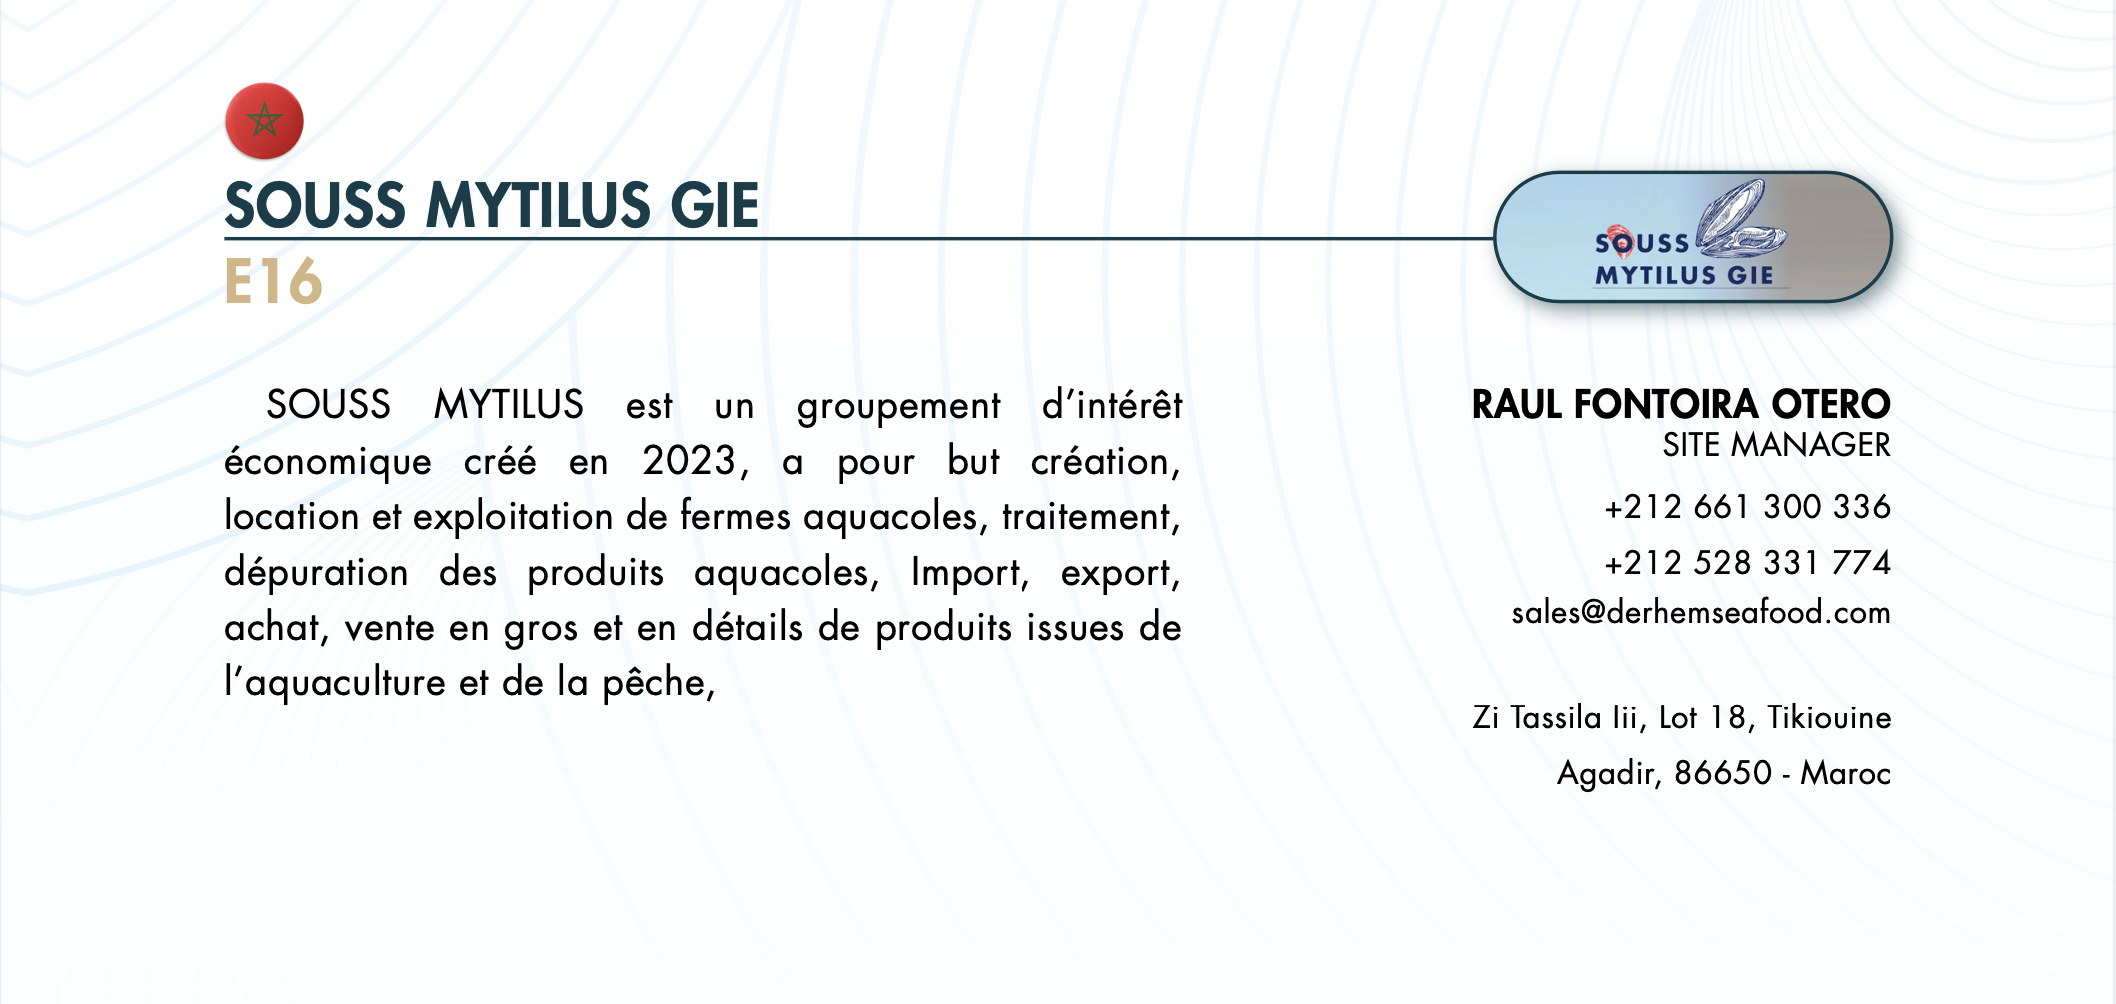 SOUSS MYTILUS GIE
E16
SOUSS
MYTILUS GIE
SOUSS MYTILUS est un groupement d’intérêt
économique créé en 2023, a pour but création,
location et exploitation de fermes aquacoles, traitement,
dépuration des produits aquacoles, Import, export,
achat, vente en gros et en détails de produits issues de
l’aquaculture et de la pêche,
RAUL FONTOIRA OTERO
SITE MANAGER
+212 661 300 336
+212 528 331 774
sales@derhemseafood.com
Zi Tassila Iii, Lot 18, Tikiouine
Agadir, 86650 - Maroc